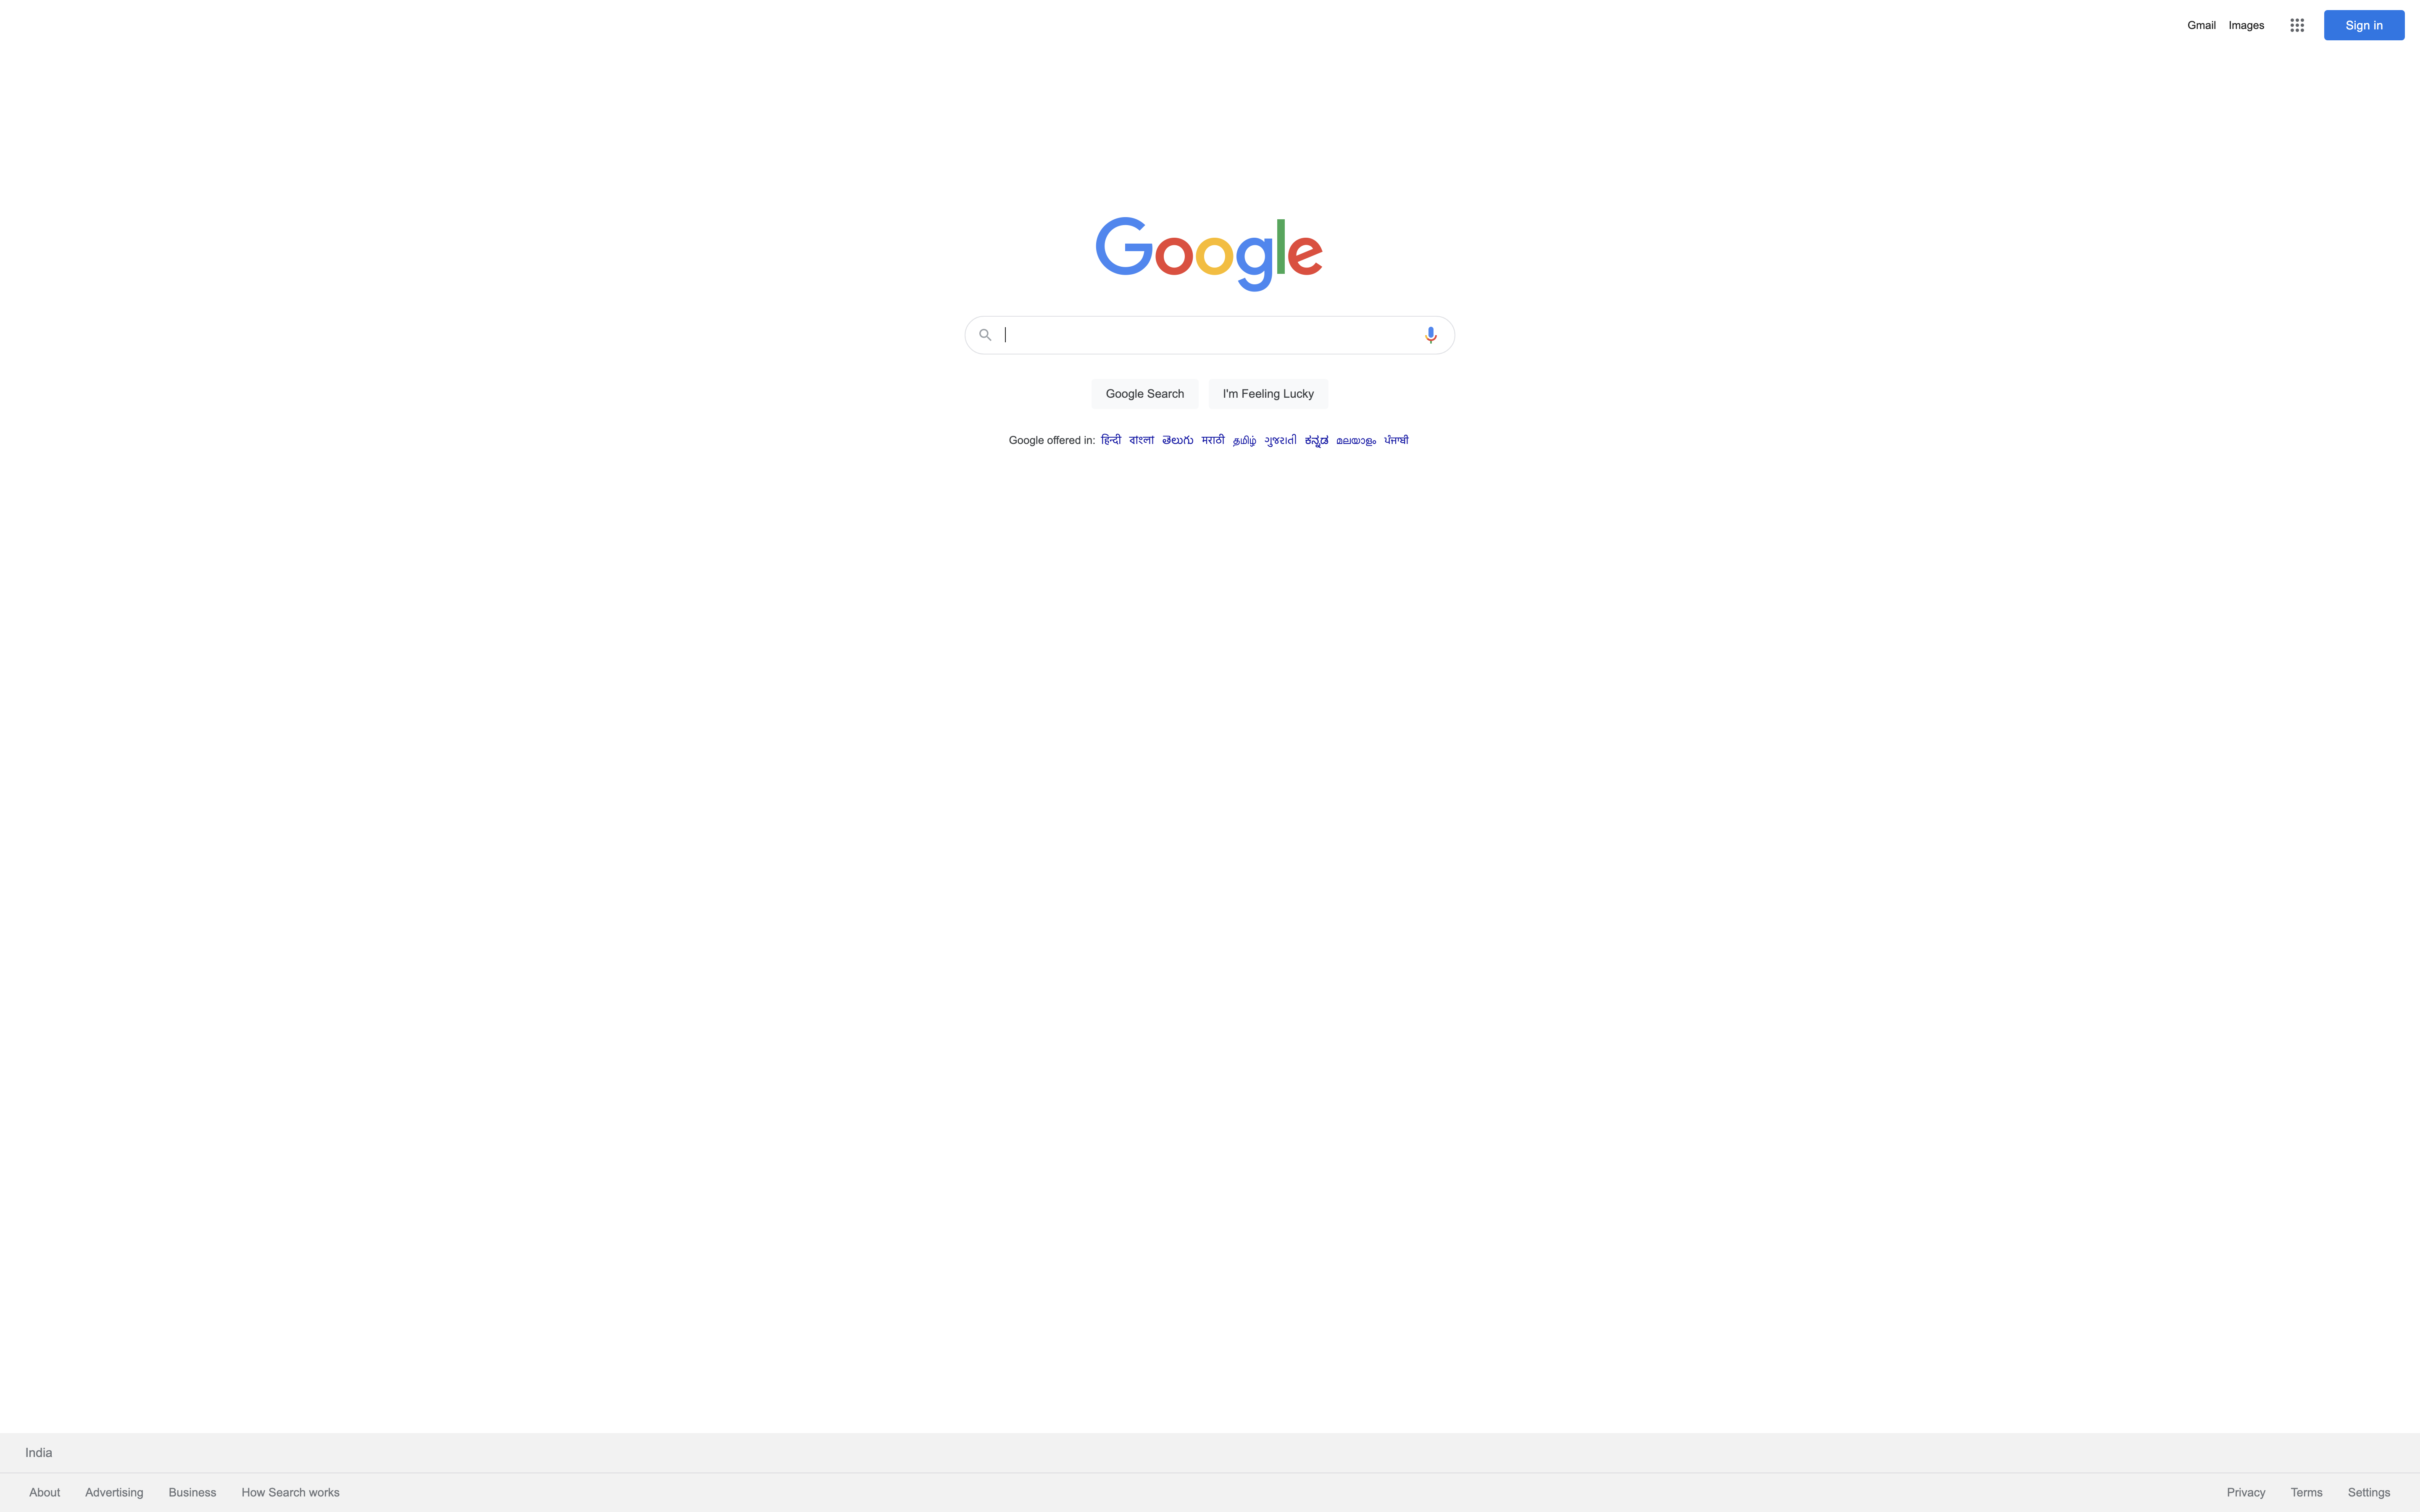 Gmail Images Sign in
Google
Google Search I'm Feeling Lucky
Google offered in: हिन्दी বাংলা తెలుగు मराठी தமிழ் ગુજરાતી ಕನ್ನಡ മലയാളം ਪੰਜਾਬੀ
India
About Advertising Business How Search works Privacy Terms Settings